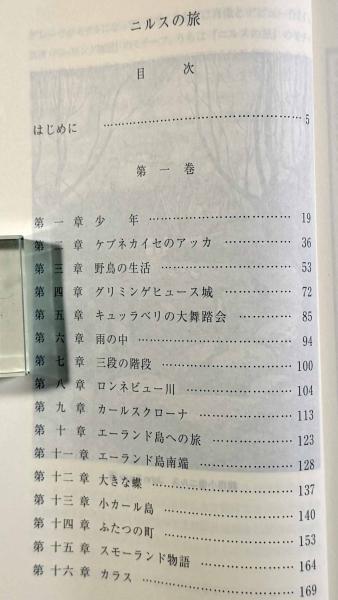 ニルスの旅
目次
はじめに ………………………………… 5
第一巻
第一章 少年 ………………………… 19
第二章 ケブネカイセのアッカ ………… 36
第三章 野鳥の生活 …………………… 53
第四章 グリミンゲヒュース城 ………… 72
第五章 キュッラベリの大舞踏会 ……… 85
第六章 雨の中 ………………………… 94
第七章 三段の階段 …………………… 100
第八章 ロンネビュー川 ……………… 104
第九章 カールスクローナ …………… 113
第十章 エーランド島への旅 ………… 123
第十一章 エーランド島南端 ………… 128
第十二章 大きな蝶 …………………… 137
第十三章 小カール島 ………………… 140
第十四章 ふたつの町 ………………… 153
第十五章 スモーランド物語 ………… 164
第十六章 カラス ……………………… 169